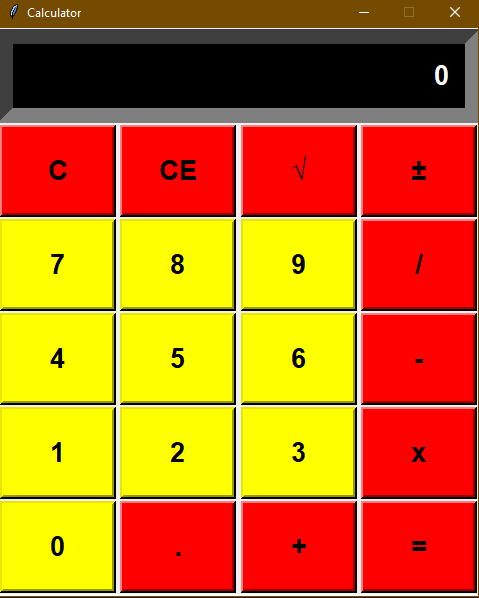 Calculator
0
C CE √ ±
7 8 9 /
4 5 6 -
1 2 3 x
0 . + =